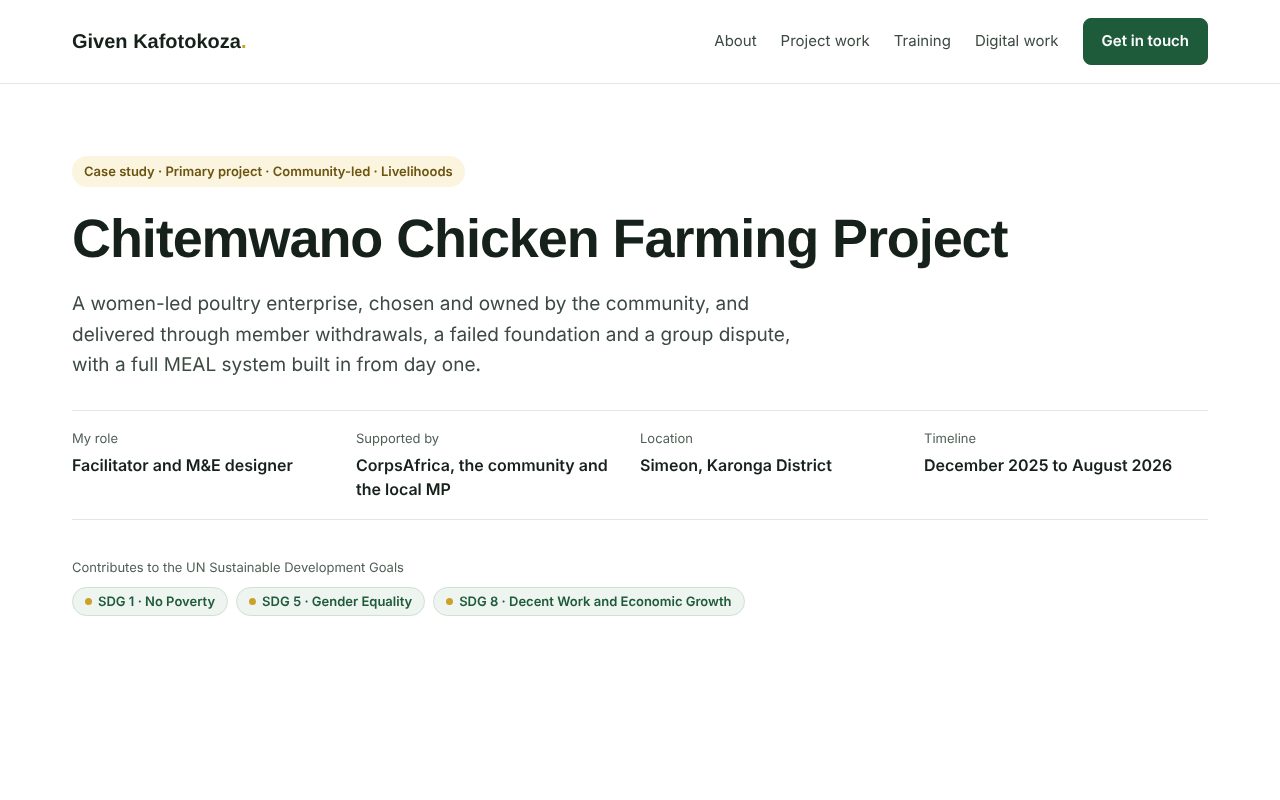 Given Kafotokoza.
About
Project work
Training
Digital work
Get in touch
Case study · Primary project · Community-led · Livelihoods
Chitemwano Chicken Farming Project
A women-led poultry enterprise, chosen and owned by the community, and
delivered through member withdrawals, a failed foundation and a group dispute,
with a full MEAL system built in from day one.
My role
Facilitator and M&E designer
Supported by
CorpsAfrica, the community and
the local MP
Location
Simeon, Karonga District
Timeline
December 2025 to August 2026
Contributes to the UN Sustainable Development Goals
SDG 1 · No Poverty
SDG 5 · Gender Equality
SDG 8 · Decent Work and Economic Growth